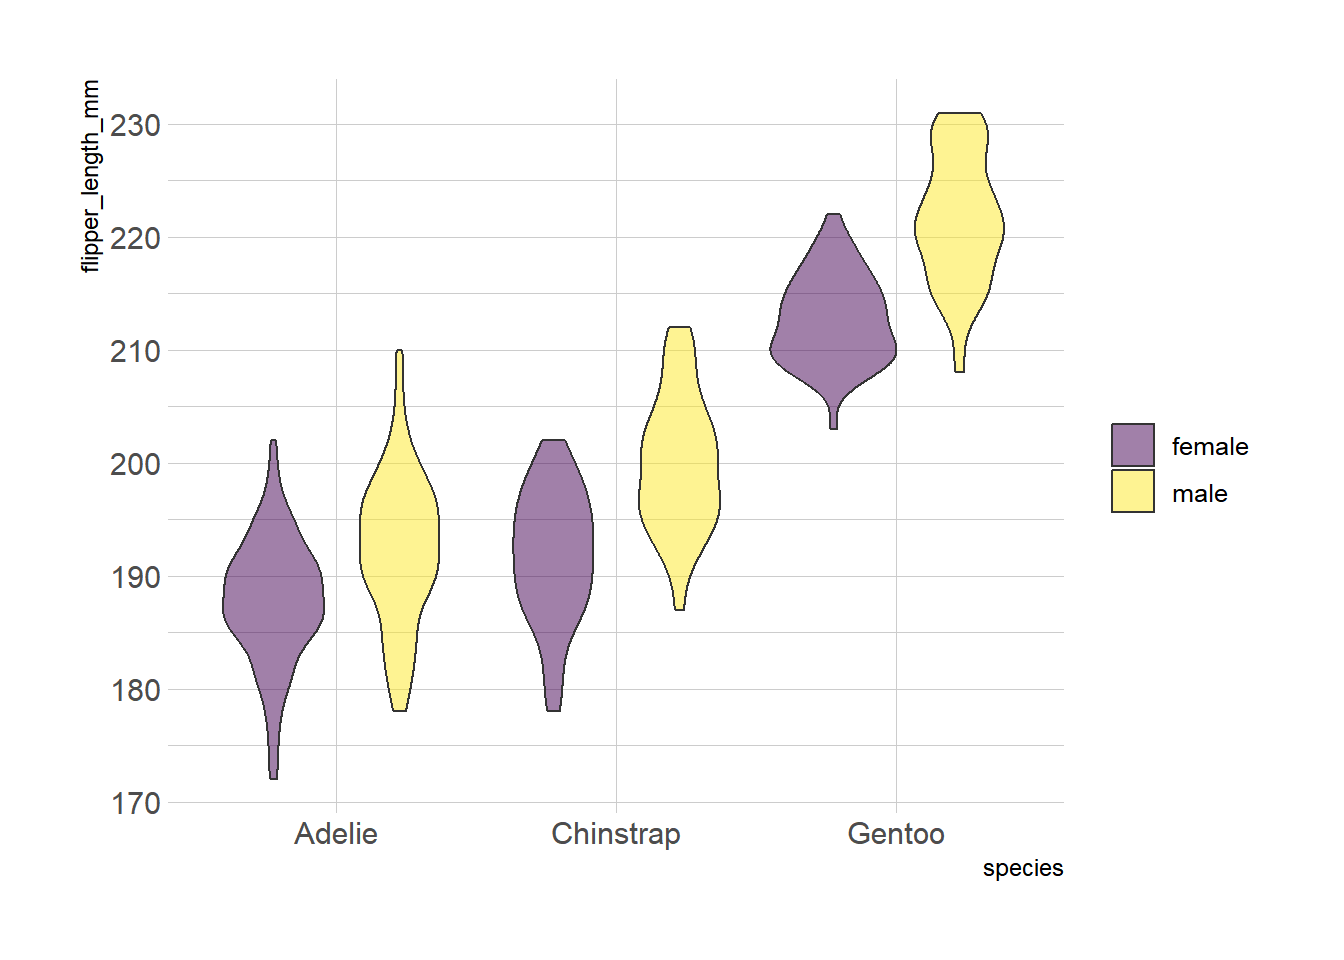 flipper_length_mm
230
220
210
200
190
180
170
Adelie
Chinstrap
Gentoo
species
female
male